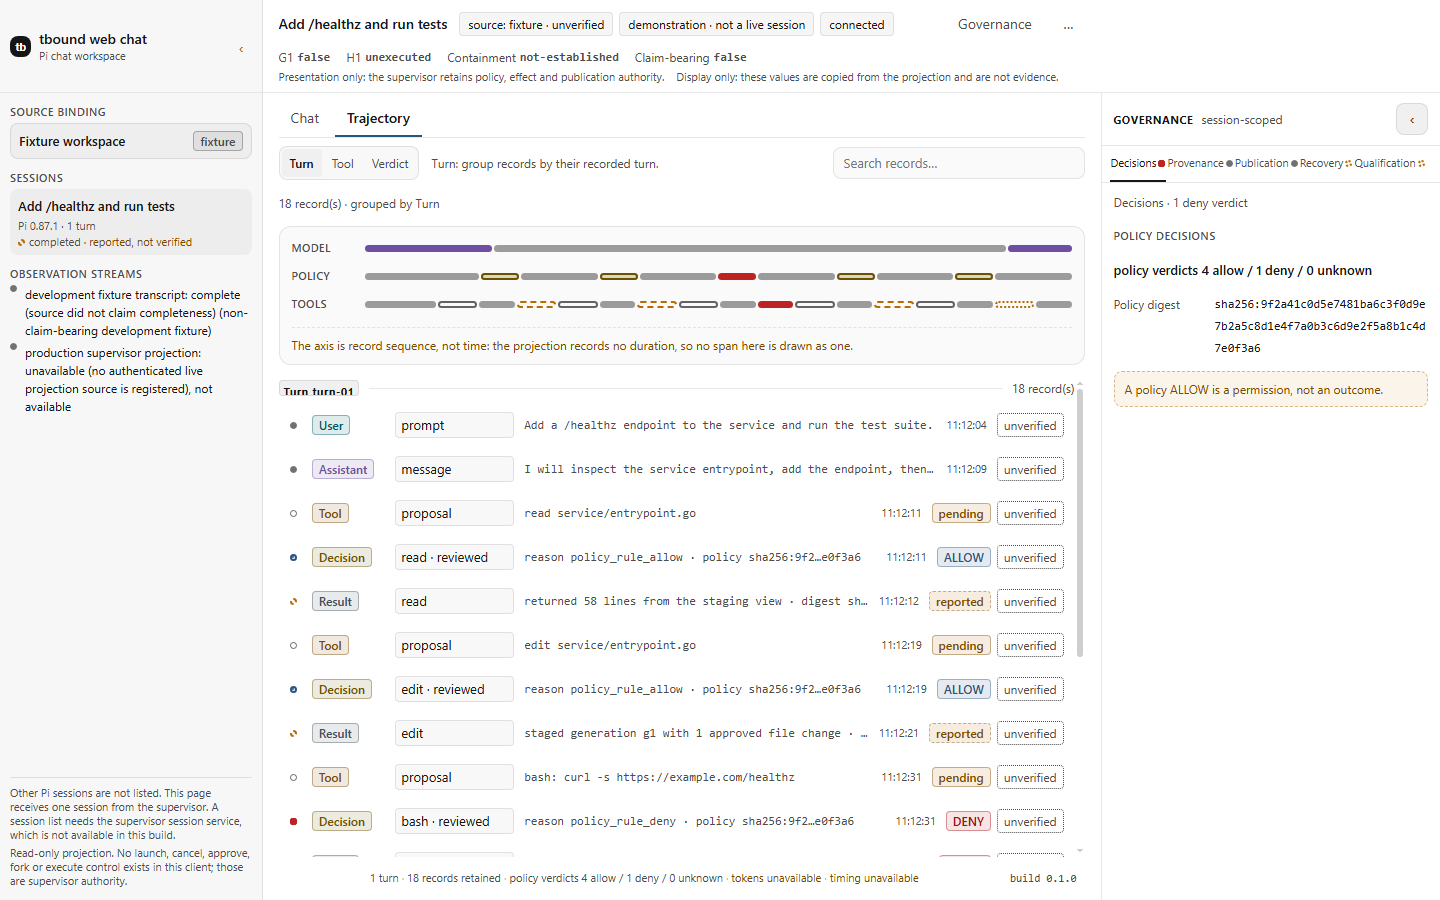 tb
tbound web chat
Pi chat workspace
‹
SOURCE BINDING
Fixture workspace
fixture
SESSIONS
Add /healthz and run tests
Pi 0.87.1 · 1 turn
completed · reported, not verified
OBSERVATION STREAMS
development fixture transcript: complete
(source did not claim completeness) (non-
claim-bearing development fixture)
production supervisor projection:
unavailable (no authenticated live
projection source is registered), not
available
Other Pi sessions are not listed. This page
receives one session from the supervisor. A
session list needs the supervisor session service,
which is not available in this build.
Read-only projection. No launch, cancel, approve,
fork or execute control exists in this client; those
are supervisor authority.
Add /healthz and run tests
source: fixture · unverified
demonstration · not a live session
connected
Governance
...
G1 false H1 unexecuted Containment not-established Claim-bearing false
Presentation only: the supervisor retains policy, effect and publication authority. Display only: these values are copied from the projection and are not evidence.
Chat
Trajectory
Turn Tool Verdict
Turn: group records by their recorded turn.
Search records...
18 record(s) · grouped by Turn
MODEL
POLICY
TOOLS
The axis is record sequence, not time: the projection records no duration, so no span here is drawn as one.
Turn turn-01
18 record(s)
User prompt Add a /healthz endpoint to the service and run the test suite. 11:12:04 unverified
Assistant message I will inspect the service entrypoint, add the endpoint, then… 11:12:09 unverified
Tool proposal read service/entrypoint.go 11:12:11 pending unverified
Decision read · reviewed reason policy_rule_allow · policy sha256:9f2…e0f3a6 11:12:11 ALLOW unverified
Result read returned 58 lines from the staging view · digest sh… 11:12:12 reported unverified
Tool proposal edit service/entrypoint.go 11:12:19 pending unverified
Decision edit · reviewed reason policy_rule_allow · policy sha256:9f2…e0f3a6 11:12:19 ALLOW unverified
Result edit staged generation g1 with 1 approved file change · … 11:12:21 reported unverified
Tool proposal bash: curl -s https://example.com/healthz 11:12:31 pending unverified
Decision bash · reviewed reason policy_rule_deny · policy sha256:9f2…e0f3a6 11:12:31 DENY unverified
1 turn · 18 records retained · policy verdicts 4 allow / 1 deny / 0 unknown · tokens unavailable · timing unavailable
build 0.1.0
GOVERNANCE session-scoped
‹
Decisions Provenance Publication Recovery Qualification
Decisions · 1 deny verdict
POLICY DECISIONS
policy verdicts 4 allow / 1 deny / 0 unknown
Policy digest
sha256:9f2a41c0d5e7481ba6c3f0d9e
7b2a5c8d1e4f7a0b3c6d9e2f5a8b1c4d
7e0f3a6
A policy ALLOW is a permission, not an outcome.